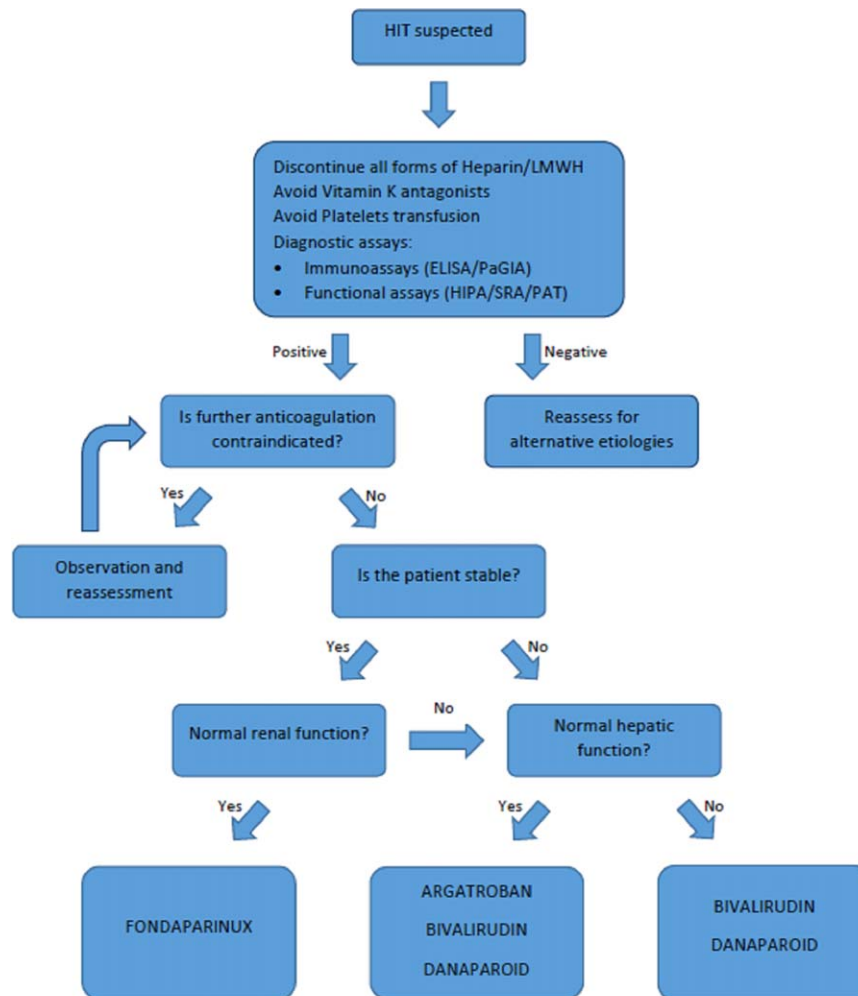 HIT suspected
Discontinue all forms of Heparin/LMWH
Avoid Vitamin K antagonists
Avoid Platelets transfusion
Diagnostic assays:
• Immunoassays (ELISA/PaGIA)
• Functional assays (HIPA/SRA/PAT)
Positive
Negative
Is further anticoagulation
contraindicated?
Reassess for
alternative etiologies
Yes
No
Observation and
reassessment
Is the patient stable?
Yes
No
Normal renal function?
No
Normal hepatic
function?
Yes
Yes
No
FONDAPARINUX
ARGATROBAN
BIVALIRUDIN
DANAPAROID
BIVALIRUDIN
DANAPAROID